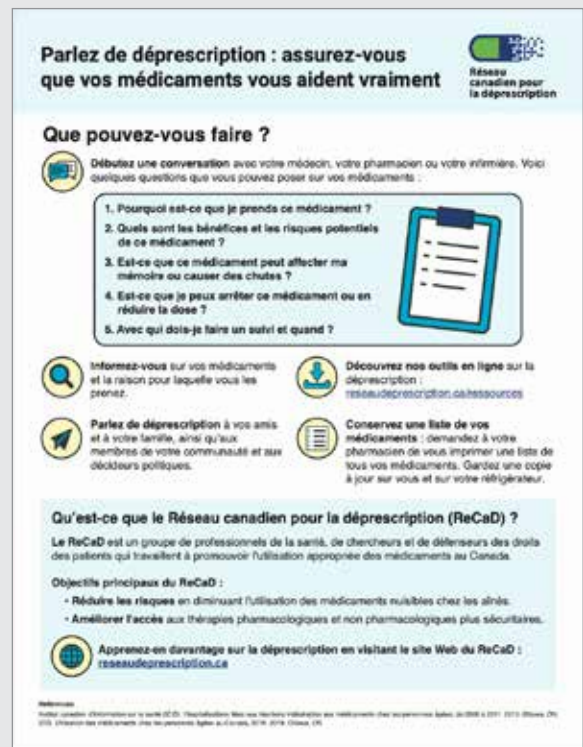 Parlez de déprescription : assurez-vous
que vos médicaments vous aident vraiment
Réseau
canadien pour
la déprescription
Que pouvez-vous faire ?
Débutez une conversation avec votre médecin, votre pharmacien ou votre infirmière. Voici
quelques questions que vous pouvez poser sur vos médicaments :
1. Pourquoi est-ce que je prends ce médicament ?
2. Quels sont les bénéfices et les risques potentiels
de ce médicament ?
3. Est-ce que ce médicament peut affecter ma
mémoire ou causer des chutes ?
4. Est-ce que je peux arrêter ce médicament ou en
réduire la dose ?
5. Avec qui dois-je faire un suivi et quand ?
Informez-vous sur vos médicaments
et la raison pour laquelle vous les
prenez.
Découvrez nos outils en ligne sur la
déprescription :
reseaudeprescription.ca/ressources
Parlez de déprescription à vos amis
et à votre famille, ainsi qu'aux
membres de votre communauté et aux
décideurs politiques.
Conservez une liste de vos
médicaments : demandez à votre
pharmacien de vous imprimer une liste de
tous vos médicaments. Gardez une copie
à jour sur vous et sur votre réfrigérateur.
Qu'est-ce que le Réseau canadien pour la déprescription (ReCaD) ?
Le ReCaD est un groupe de professionnels de la santé, de chercheurs et de défenseurs des droits
des patients qui travaillent à promouvoir l'utilisation appropriée des médicaments au Canada.
Objectifs principaux du ReCaD :
• Réduire les risques en diminuant l'utilisation des médicaments nuisibles chez les aînés.
• Améliorer l'accès aux thérapies pharmacologiques et non pharmacologiques plus sécuritaires.
Apprenez-en davantage sur la déprescription en visitant le site Web du ReCaD :
reseaudeprescription.ca
Références